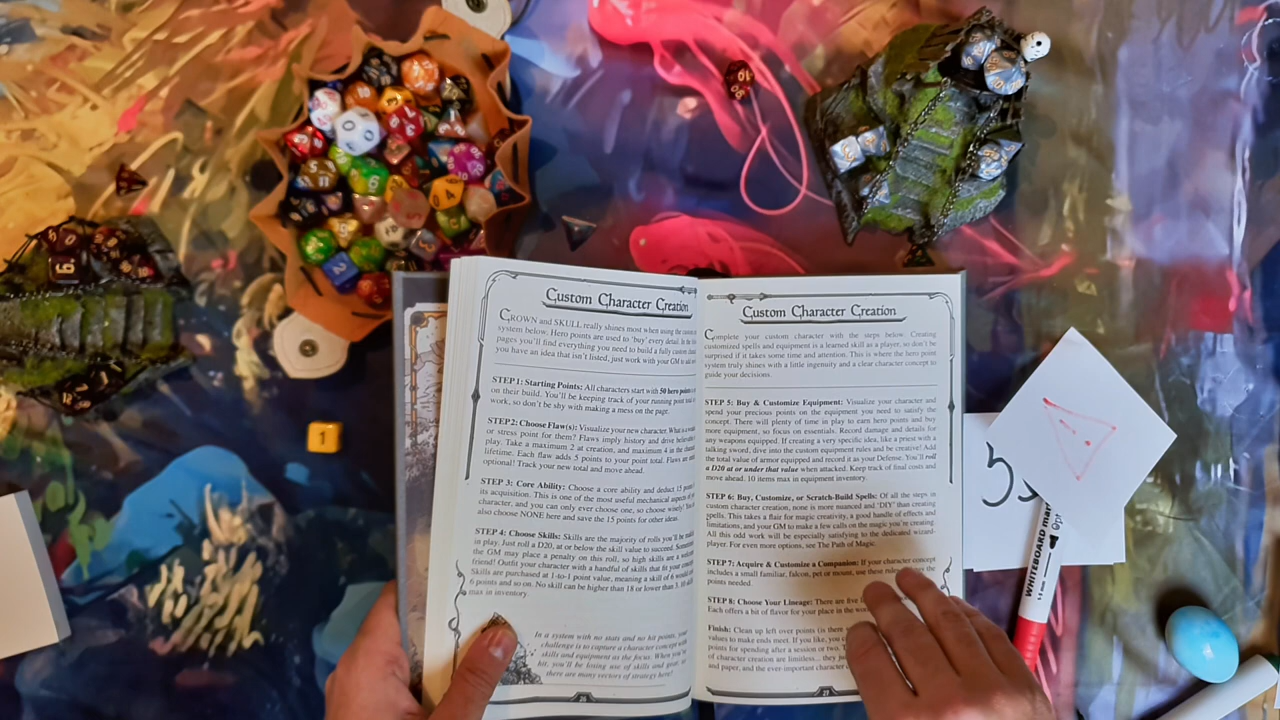 Custom Character Creation
CROWN and SKULL really shines most when using the custom
system below. Hero points are used to 'buy' every detail. In the
pages you'll find everything you need to build a fully custom
you have an idea that isn't listed, just work with your GM to
STEP 1: Starting Points: All characters start with 50 hero points
on their build. You'll be keeping track of your running point
work, so don't be shy with making a mess on the page.
STEP 2: Choose Flaw(s): Visualize your new character. What is a
or stress point for them? Flaws imply history and drive
play. Take a maximum 2 at creation, and maximum 4 in the
lifetime. Each flaw adds 5 points to your point total. Flaws are
optional! Track your new total and move ahead.
STEP 3: Core Ability: Choose a core ability and deduct 15
its acquisition. This is one of the most useful mechanical aspects of
character, and you can only ever choose one, so choose wisely!
also choose NONE here and save the 15 points for other ideas.
STEP 4: Choose Skills: Skills are the majority of rolls you'll be
in play. Just roll a D20, at or below the skill value to succeed.
the GM may place a penalty on this roll, so high skills are a
friend! Outfit your character with a handful of skills that fit your
Skills are purchased at 1-to-1 point value, meaning a skill of 6 would
6 points and so on. No skill can be higher than 18 or lower than 3. 10
max in inventory.
In a system with no stats and no hit points, your
challenge is to capture a character concept
skills and equipment as the focus. When you
hit, you'll be losing use of skills and gear,
there are many vectors of strategy here!
Custom Character Creation
Complete your custom character with the steps below. Creating
customized spells and equipment is a learned skill as a player, so don't be
surprised if it takes some time and attention. This is where the hero point
system truly shines with a little ingenuity and a clear character concept to
guide your decisions.
STEP 5: Buy & Customize Equipment: Visualize your character and
spend your precious points on the equipment you need to satisfy the
concept. There will plenty of time in play to earn hero points and buy
more equipment, so focus on essentials. Record damage and details for
any weapons equipped. If creating a very specific idea, like a priest with a
talking sword, dive into the custom equipment rules and be creative! Add
the total value of armor equipped and record it as your Defense. You'll roll
a D20 at or under that value when attacked. Keep track of final costs and
move ahead. 10 items max in equipment inventory.
STEP 6: Buy, Customize, or Scratch-Build Spells: Of all the steps in
custom character creation, none is more nuanced and 'DIY' than creating
spells. This takes a flair for magic creativity, a good handle of effects and
limitations, and your GM to make a few calls on the magic you're creating.
All this odd work will be especially satisfying to the dedicated wizard-
player. For even more options, see The Path of Magic.
STEP 7: Acquire & Customize a Companion: If your character concept
includes a small familiar, falcon, pet or mount, use these rules the
points needed.
STEP 8: Choose Your Lineage: There are five
Each offers a bit of flavor for your place in the
Finish: Clean up left over points (is there
values to make ends meet. If you like, you
points for spending after a session or two.
of character creation are limitless... they
and paper, and the ever-important character
27
WHITEBOARD
1